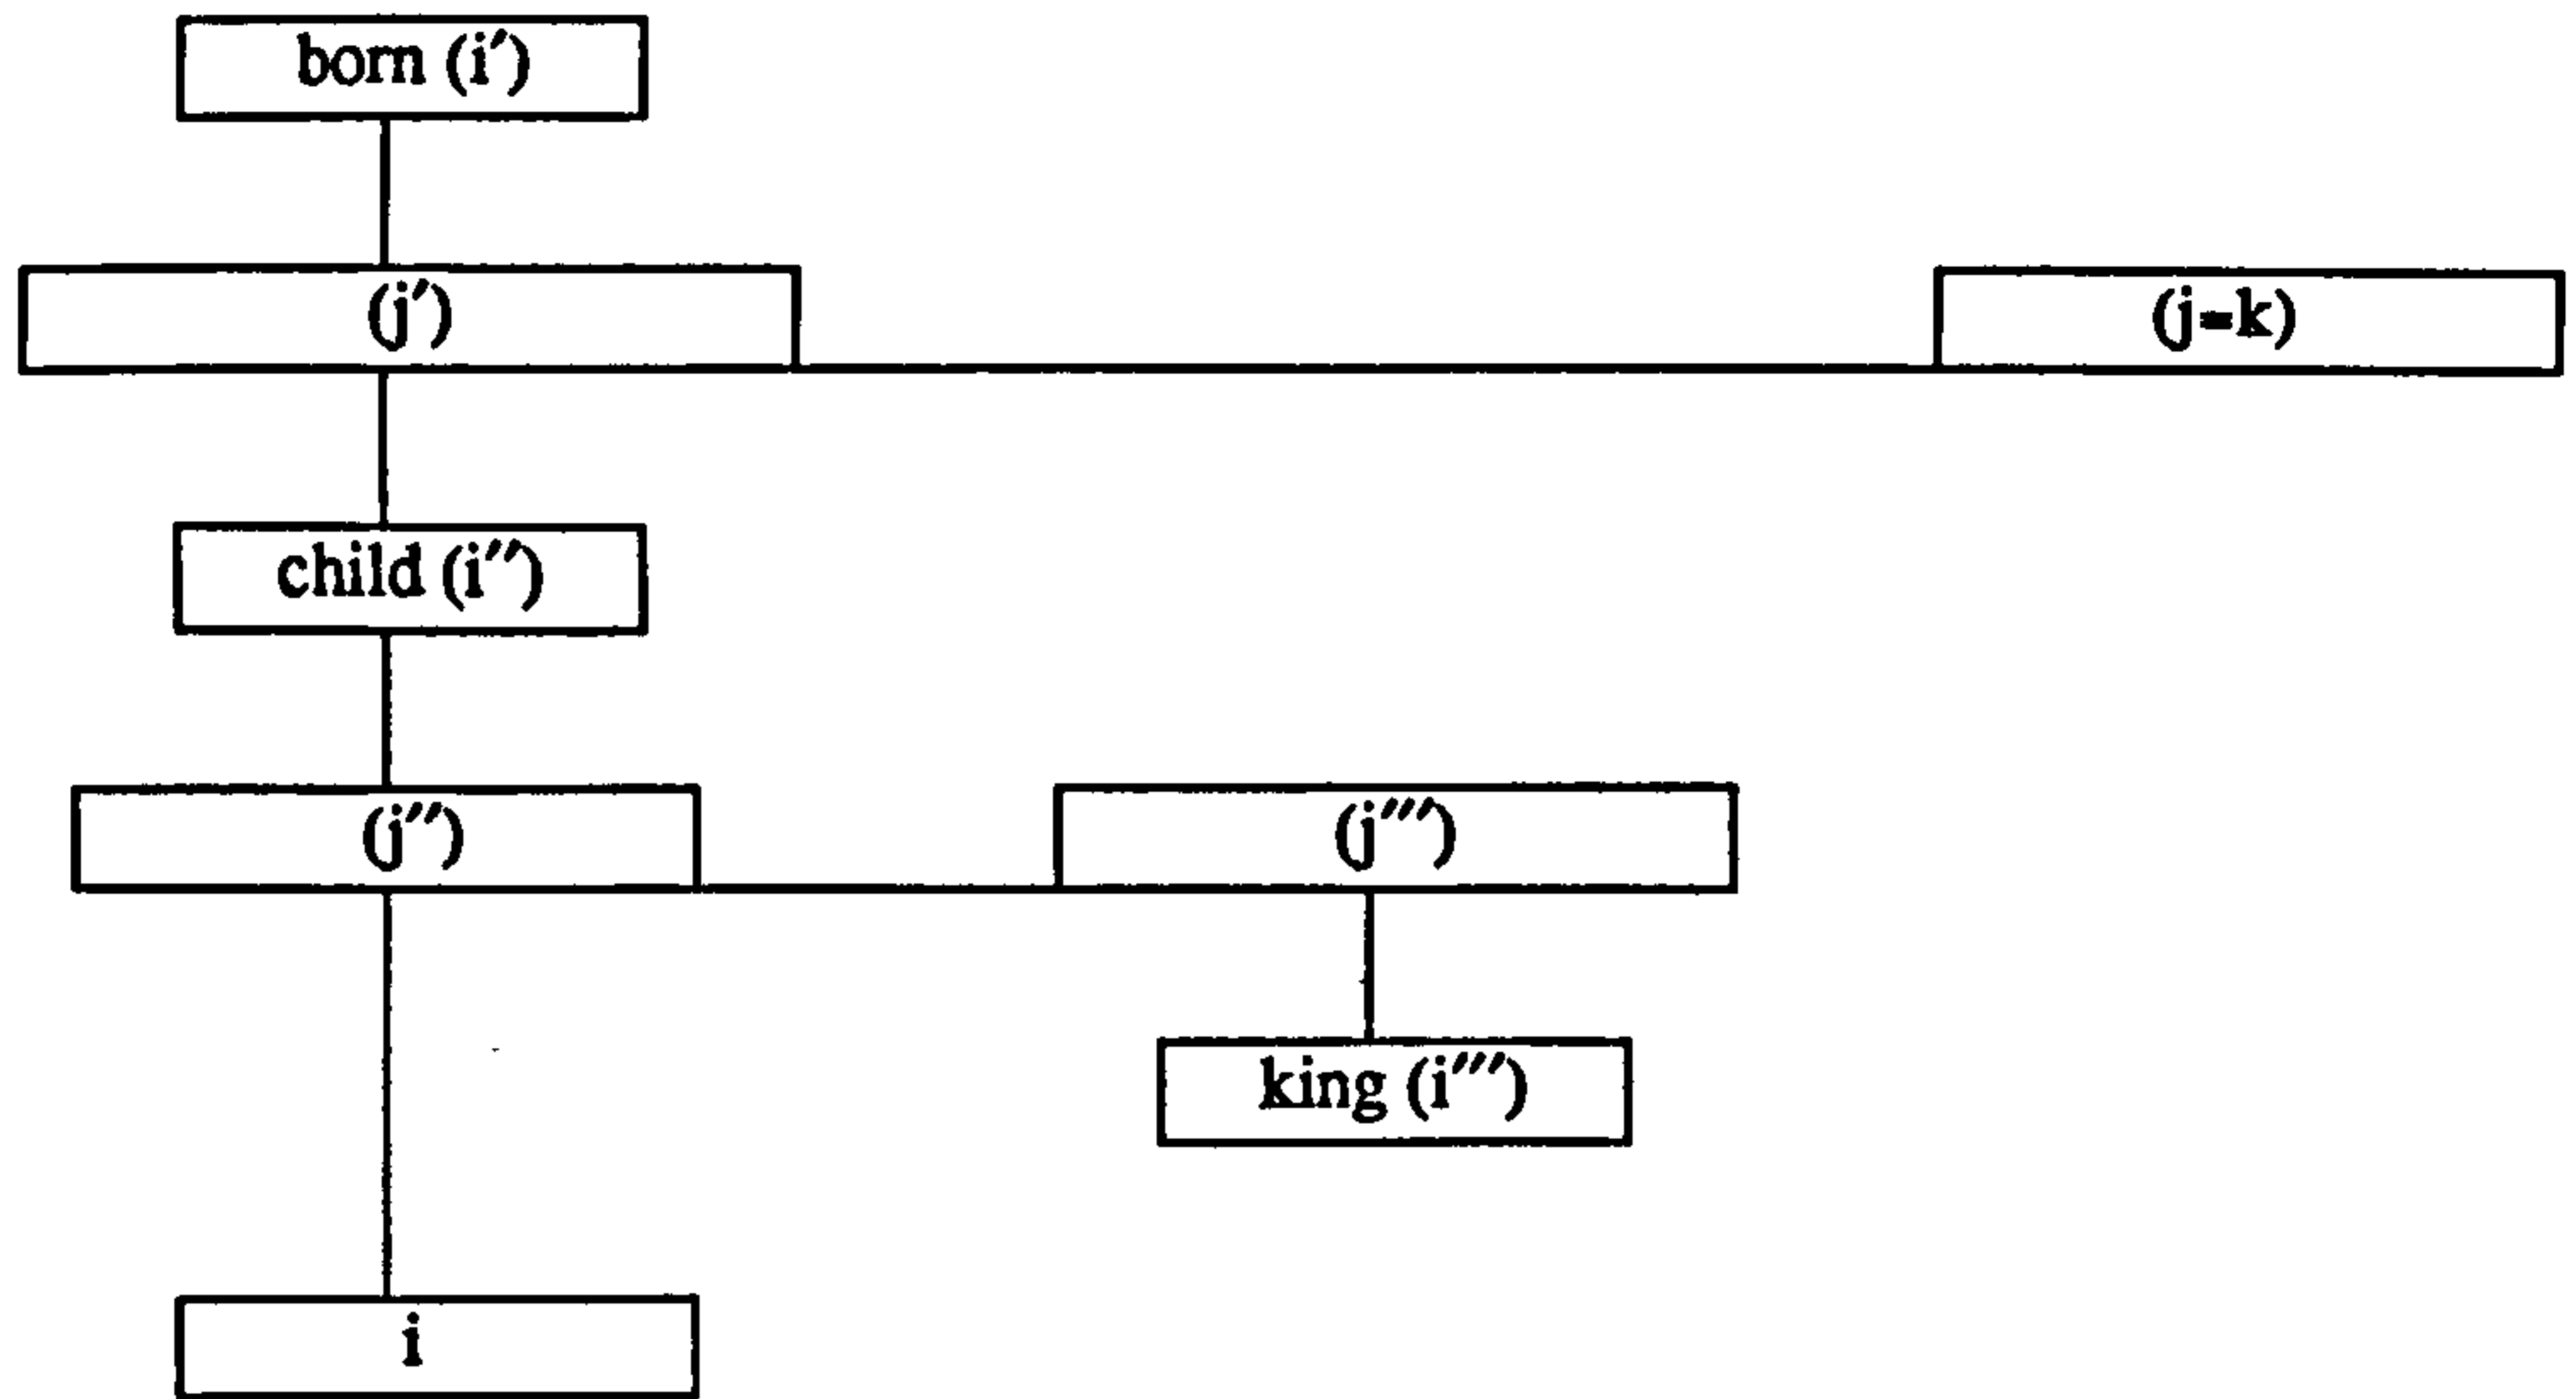 born (i′)
(j′) (j=k)
child (i″)
(j″) (j‴)
king (i‴)
i